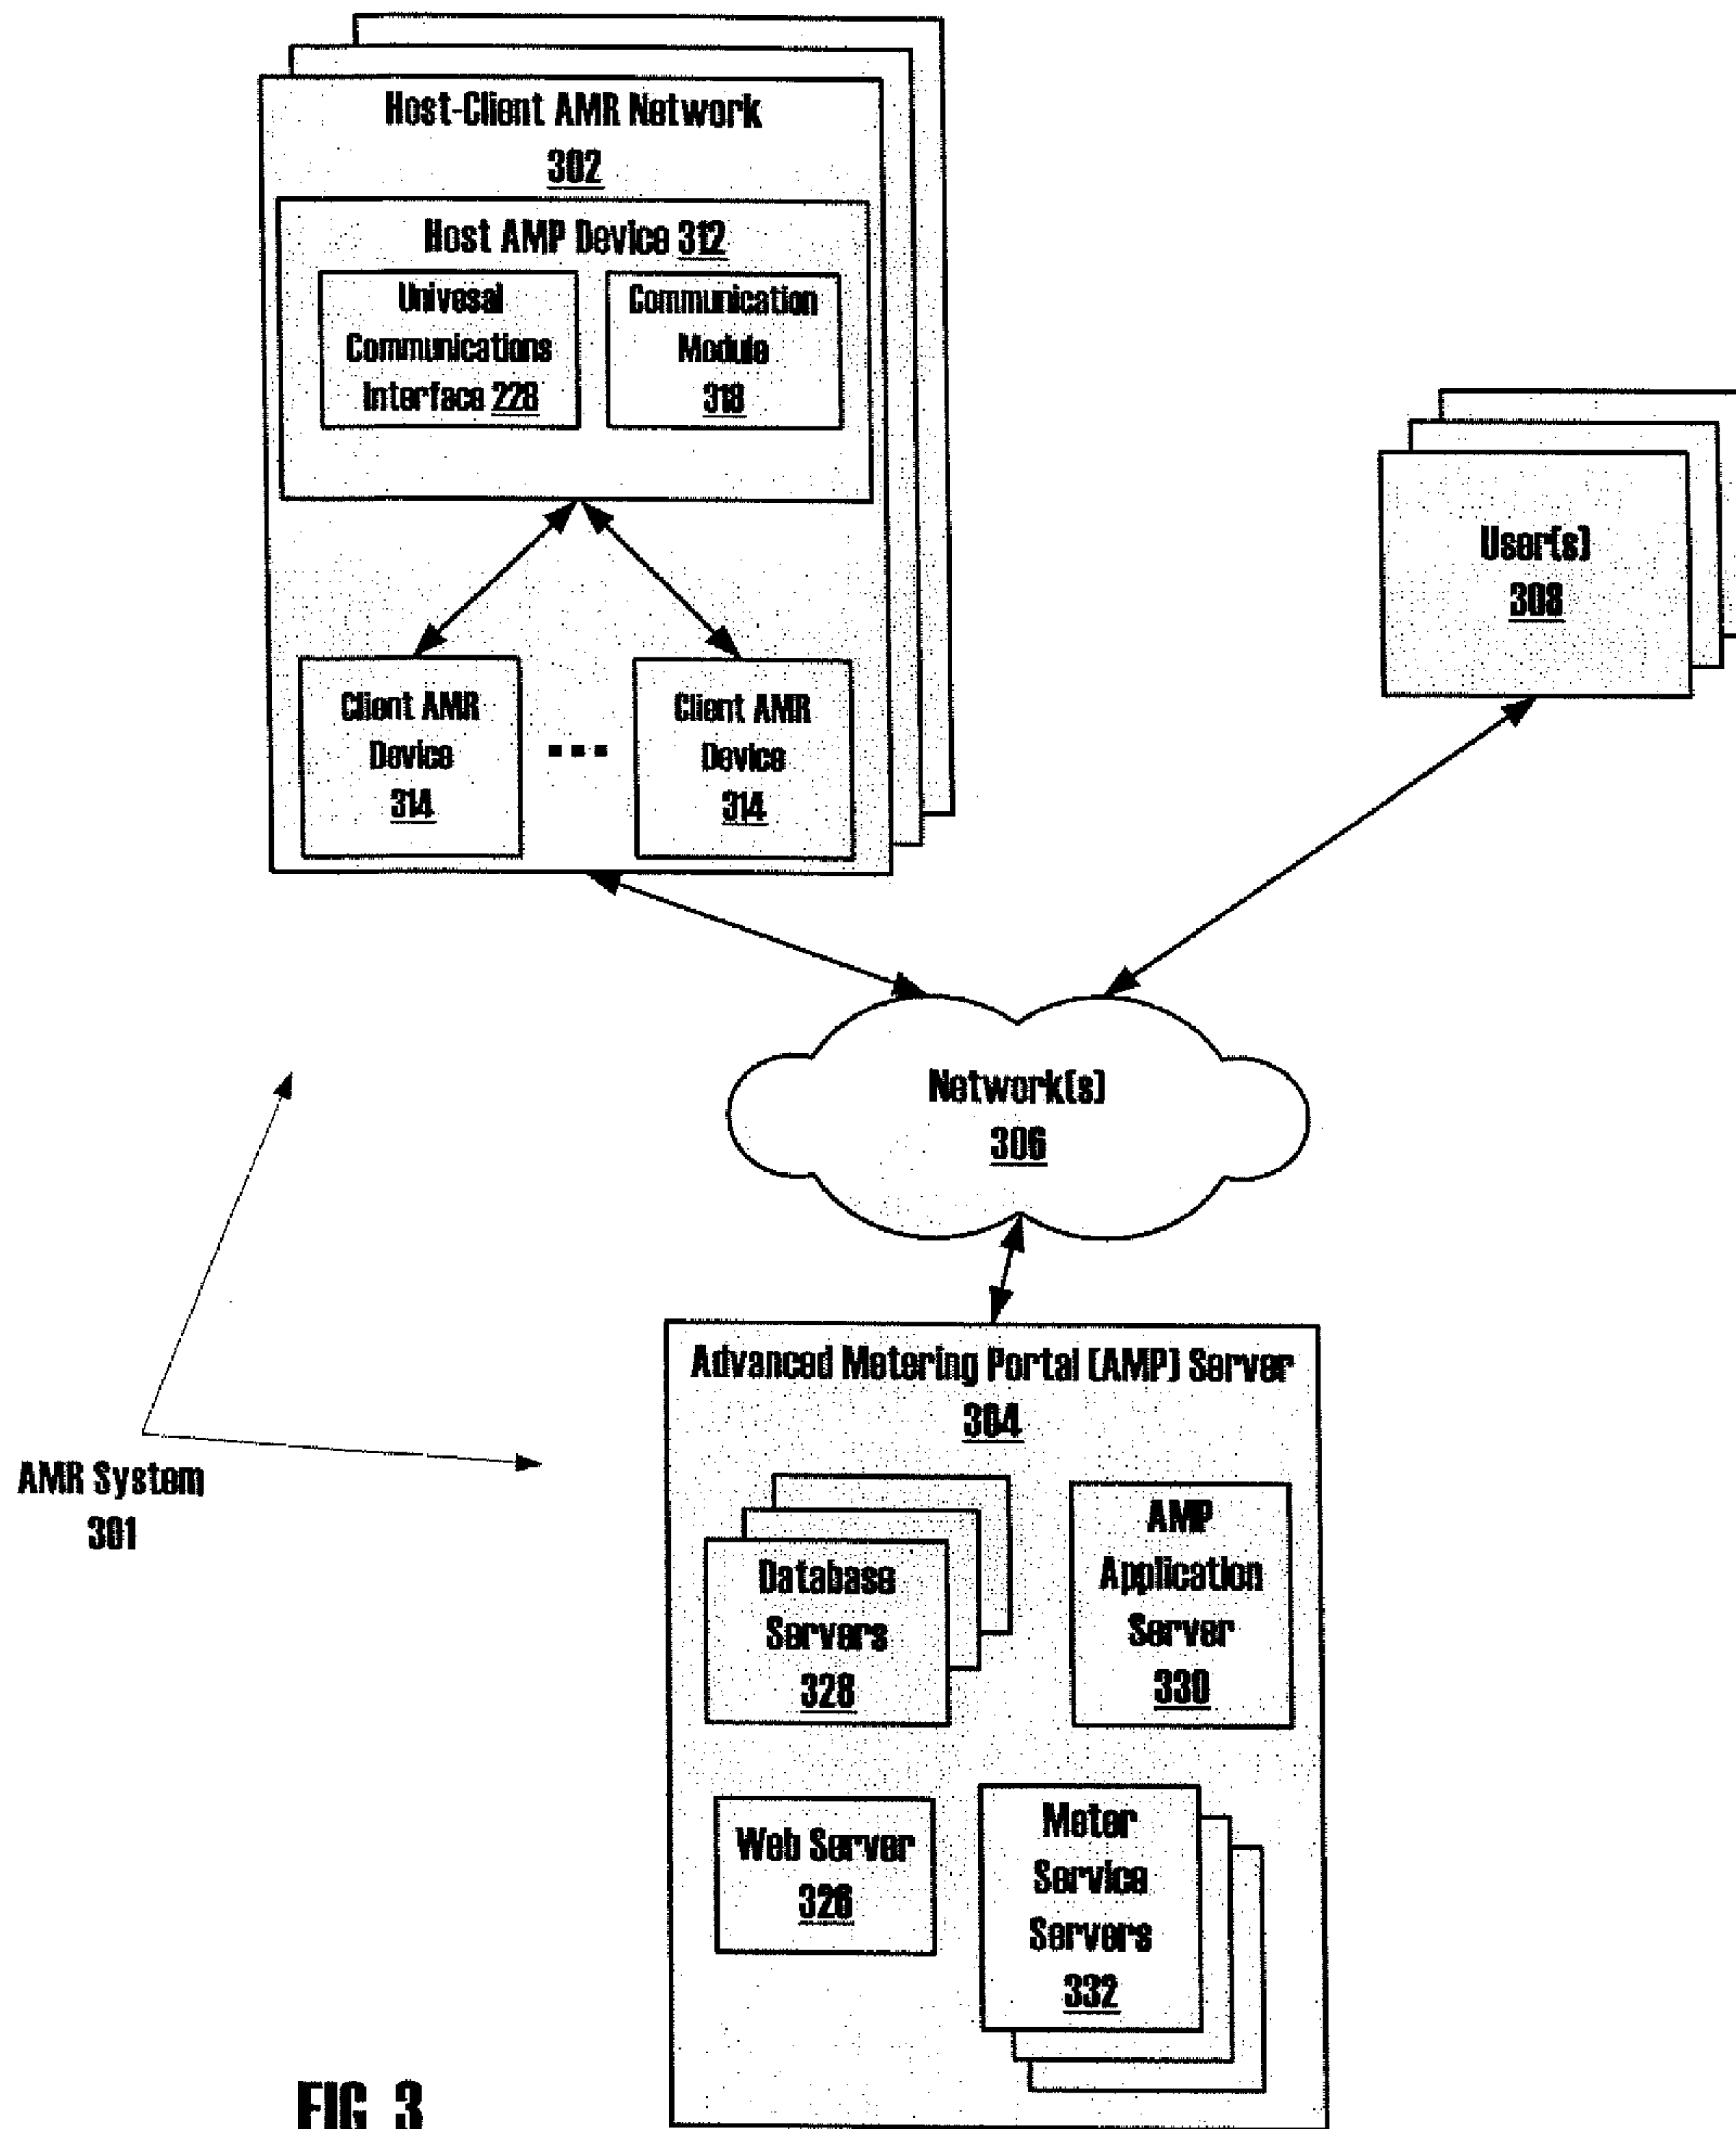 Host-Client AMR Network
302
Host AMP Device 312
Univesal
Communications
Interface 228
Communication
Module
318
Client AMR
Device
314
...
Client AMR
Device
314
User(s)
308
Network(s)
306
Advanced Metering Portal (AMP) Server
304
AMR System
301
Database
Servers
328
AMP
Application
Server
330
Web Server
326
Meter
Service
Servers
332
FIG 3